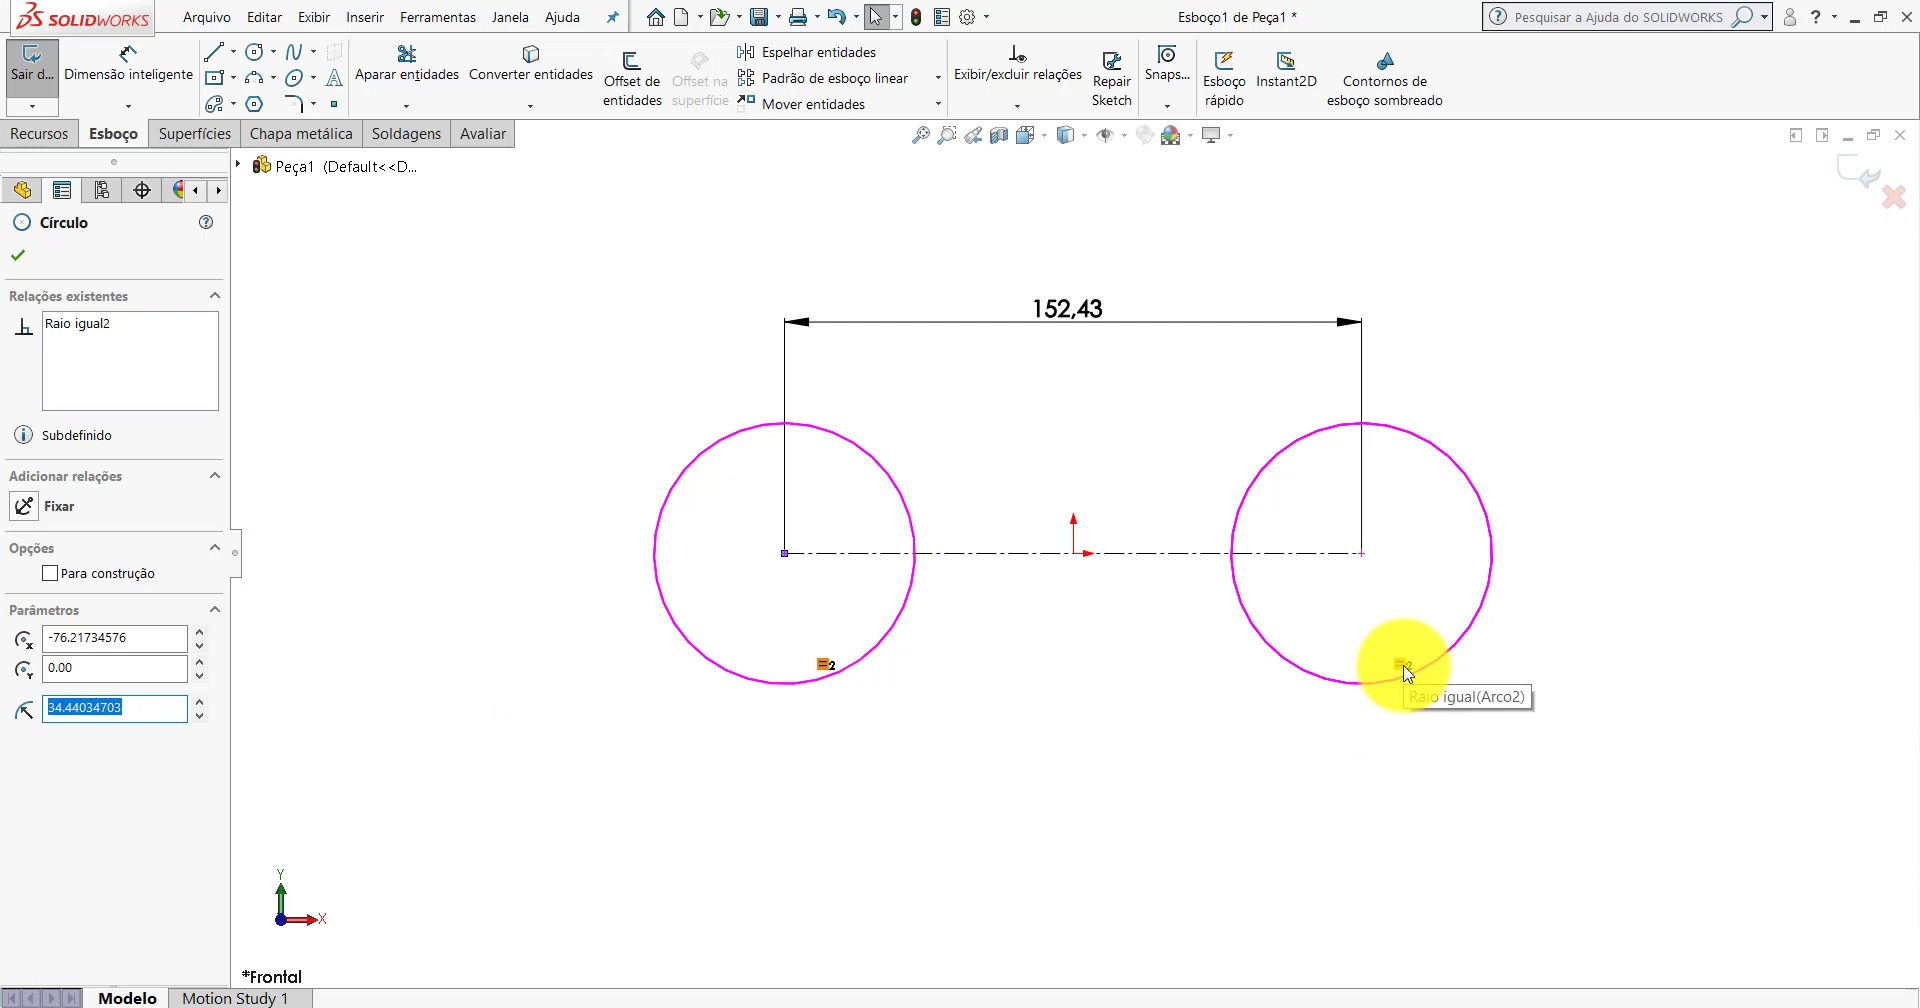 SOLIDWORKS
Arquivo Editar Exibir Inserir Ferramentas Janela Ajuda
Esboço1 de Peça1 *
Pesquisar a Ajuda do SOLIDWORKS
?
Sair d...
Dimensão inteligente
Aparar entidades
Converter entidades
Offset de entidades
Offset na superfície
Espelhar entidades
Padrão de esboço linear
Mover entidades
Exibir/excluir relações
Repair Sketch
Snaps...
Esboço rápido
Instant2D
Contornos de esboço sombreado
Recursos Esboço Superfícies Chapa metálica Soldagens Avaliar
Peça1 (Default<<D...
Círculo
?
Relações existentes
Raio igual2
Subdefinido
Adicionar relações
Fixar
Opções
Para construção
Parâmetros
-76.21734576
0.00
34.44034703
152,43
2
2
Raio igual(Arco2)
Y
X
*Frontal
Modelo Motion Study 1